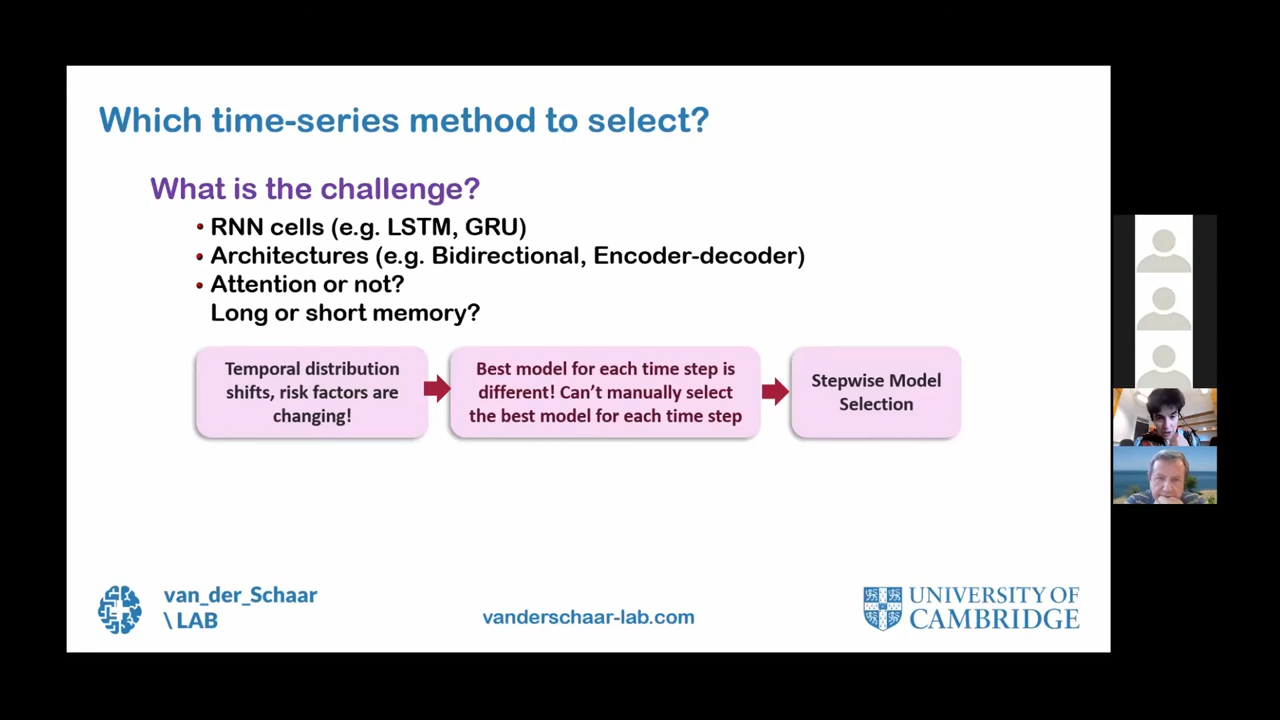 Which time-series method to select?
What is the challenge?
• RNN cells (e.g. LSTM, GRU)
• Architectures (e.g. Bidirectional, Encoder-decoder)
• Attention or not?
Long or short memory?
Temporal distribution
shifts, risk factors are
changing!
Best model for each time step is
different! Can't manually select
the best model for each time step
Stepwise Model
Selection
van_der_Schaar
\ LAB
vanderschaar-lab.com
UNIVERSITY OF
CAMBRIDGE